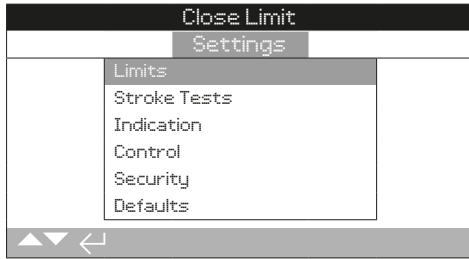 Close Limit
Settings
Limits
Stroke Tests
Indication
Control
Security
Defaults